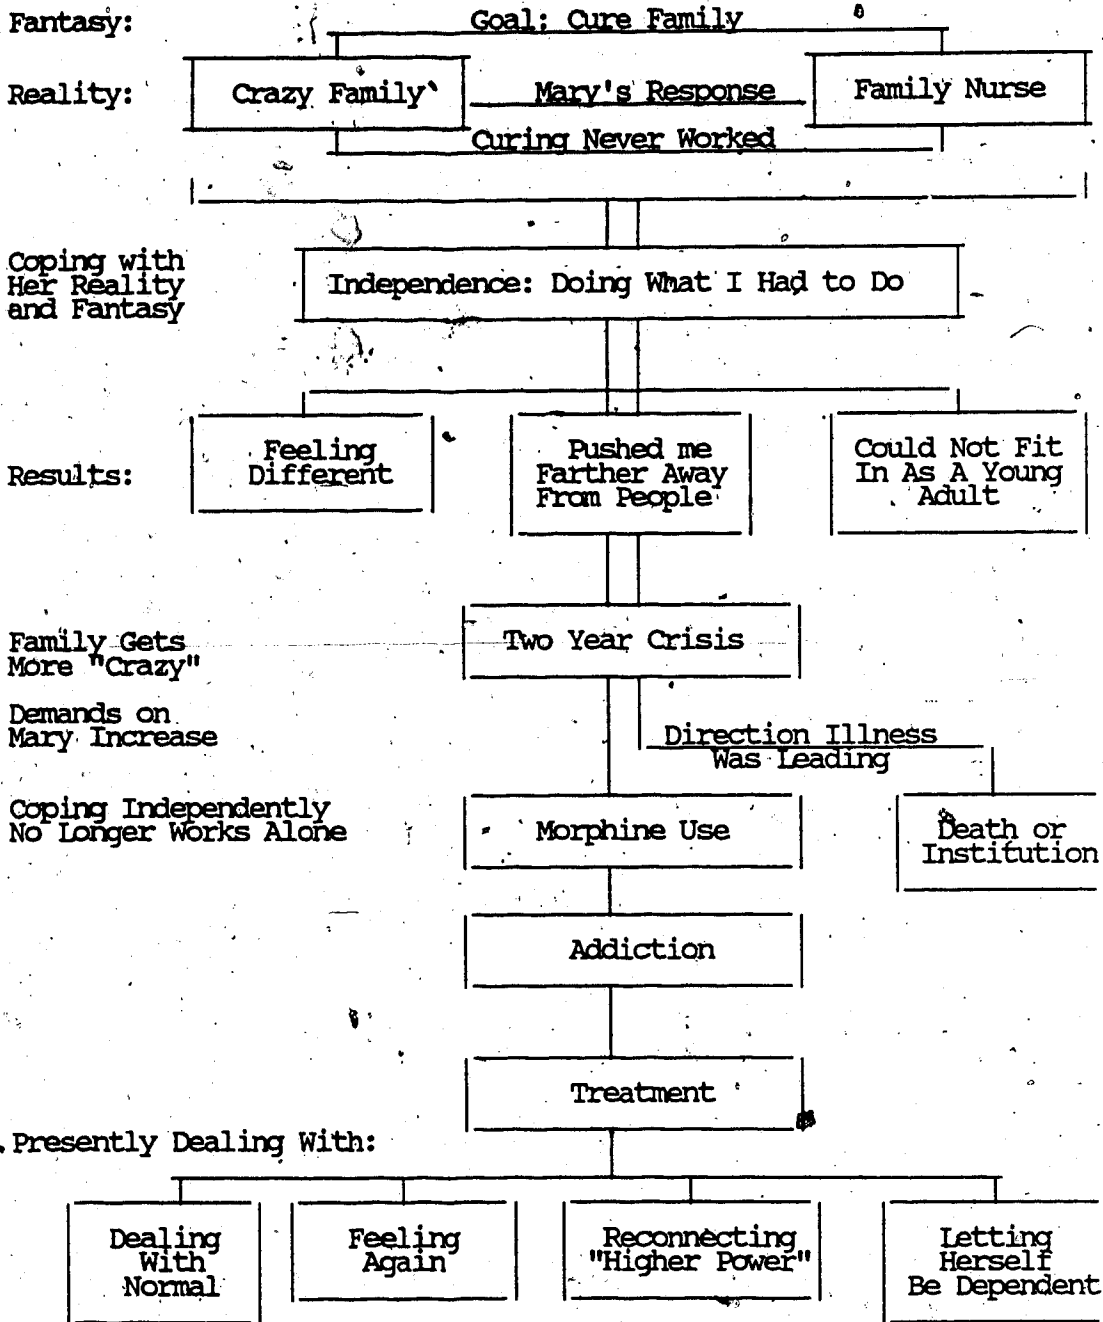 Fantasy:
Goal: Cure Family
Reality:
Crazy Family
Mary's Response
Family Nurse
Curing Never Worked
Coping with
Her Reality
and Fantasy
Independence: Doing What I Had to Do
Results:
Feeling
Different
Pushed me
Farther Away
From People
Could Not Fit
In As A Young
Adult
Family Gets
More "Crazy"
Two Year Crisis
Demands on
Mary Increase
Direction Illness
Was Leading
Coping Independently
No Longer Works Alone
Morphine Use
Death or
Institution
Addiction
Treatment
Presently Dealing With:
Dealing
With
Normal
Feeling
Again
Reconnecting
"Higher Power"
Letting
Herself
Be Dependent